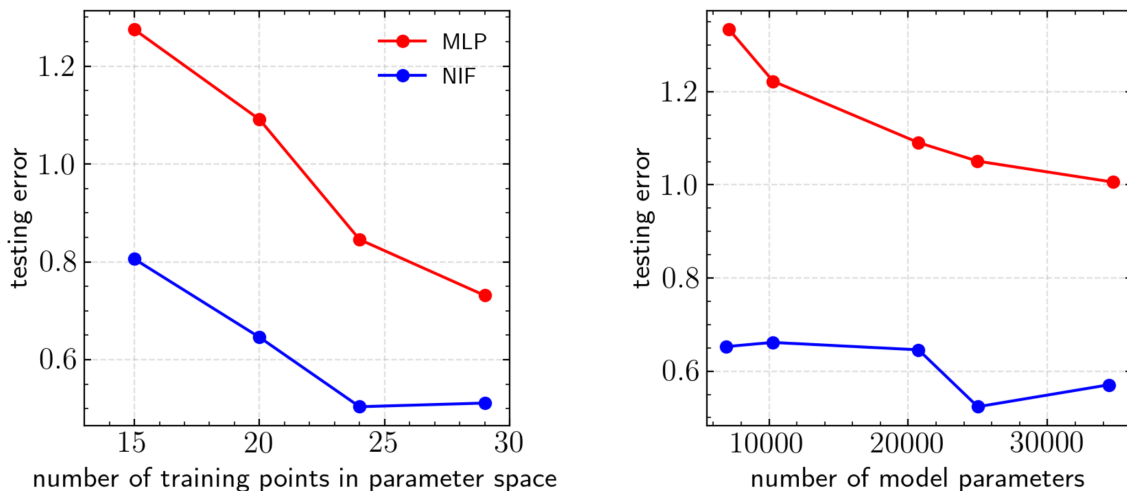 testing error
1.2
1.0
0.8
0.6
MLP
NIF
15
20
25
30
number of training points in parameter space
testing error
1.2
1.0
0.8
0.6
10000
20000
30000
number of model parameters